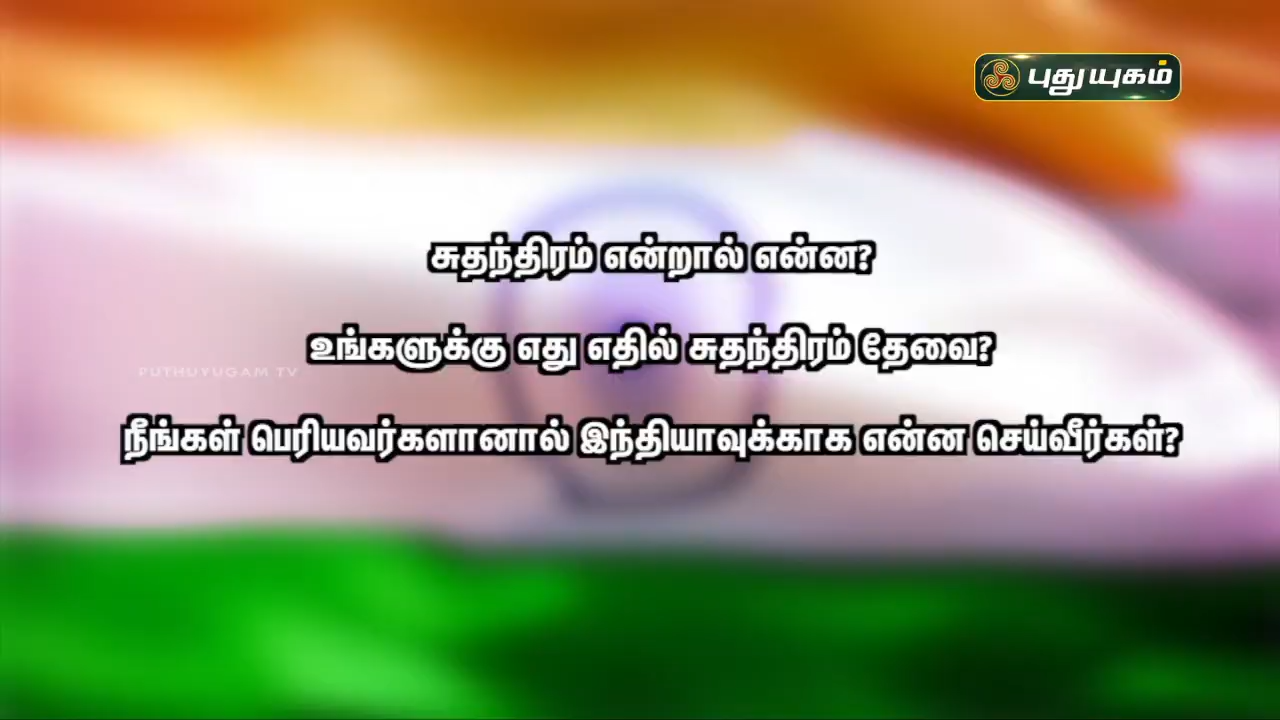 புதுயுகம்
சுதந்திரம் என்றால் என்ன?
உங்களுக்கு எது எதில் சுதந்திரம் தேவை?
PUTHUYUGAM TV
நீங்கள் பெரியவர்களானால் இந்தியாவுக்காக என்ன செய்வீர்கள்?